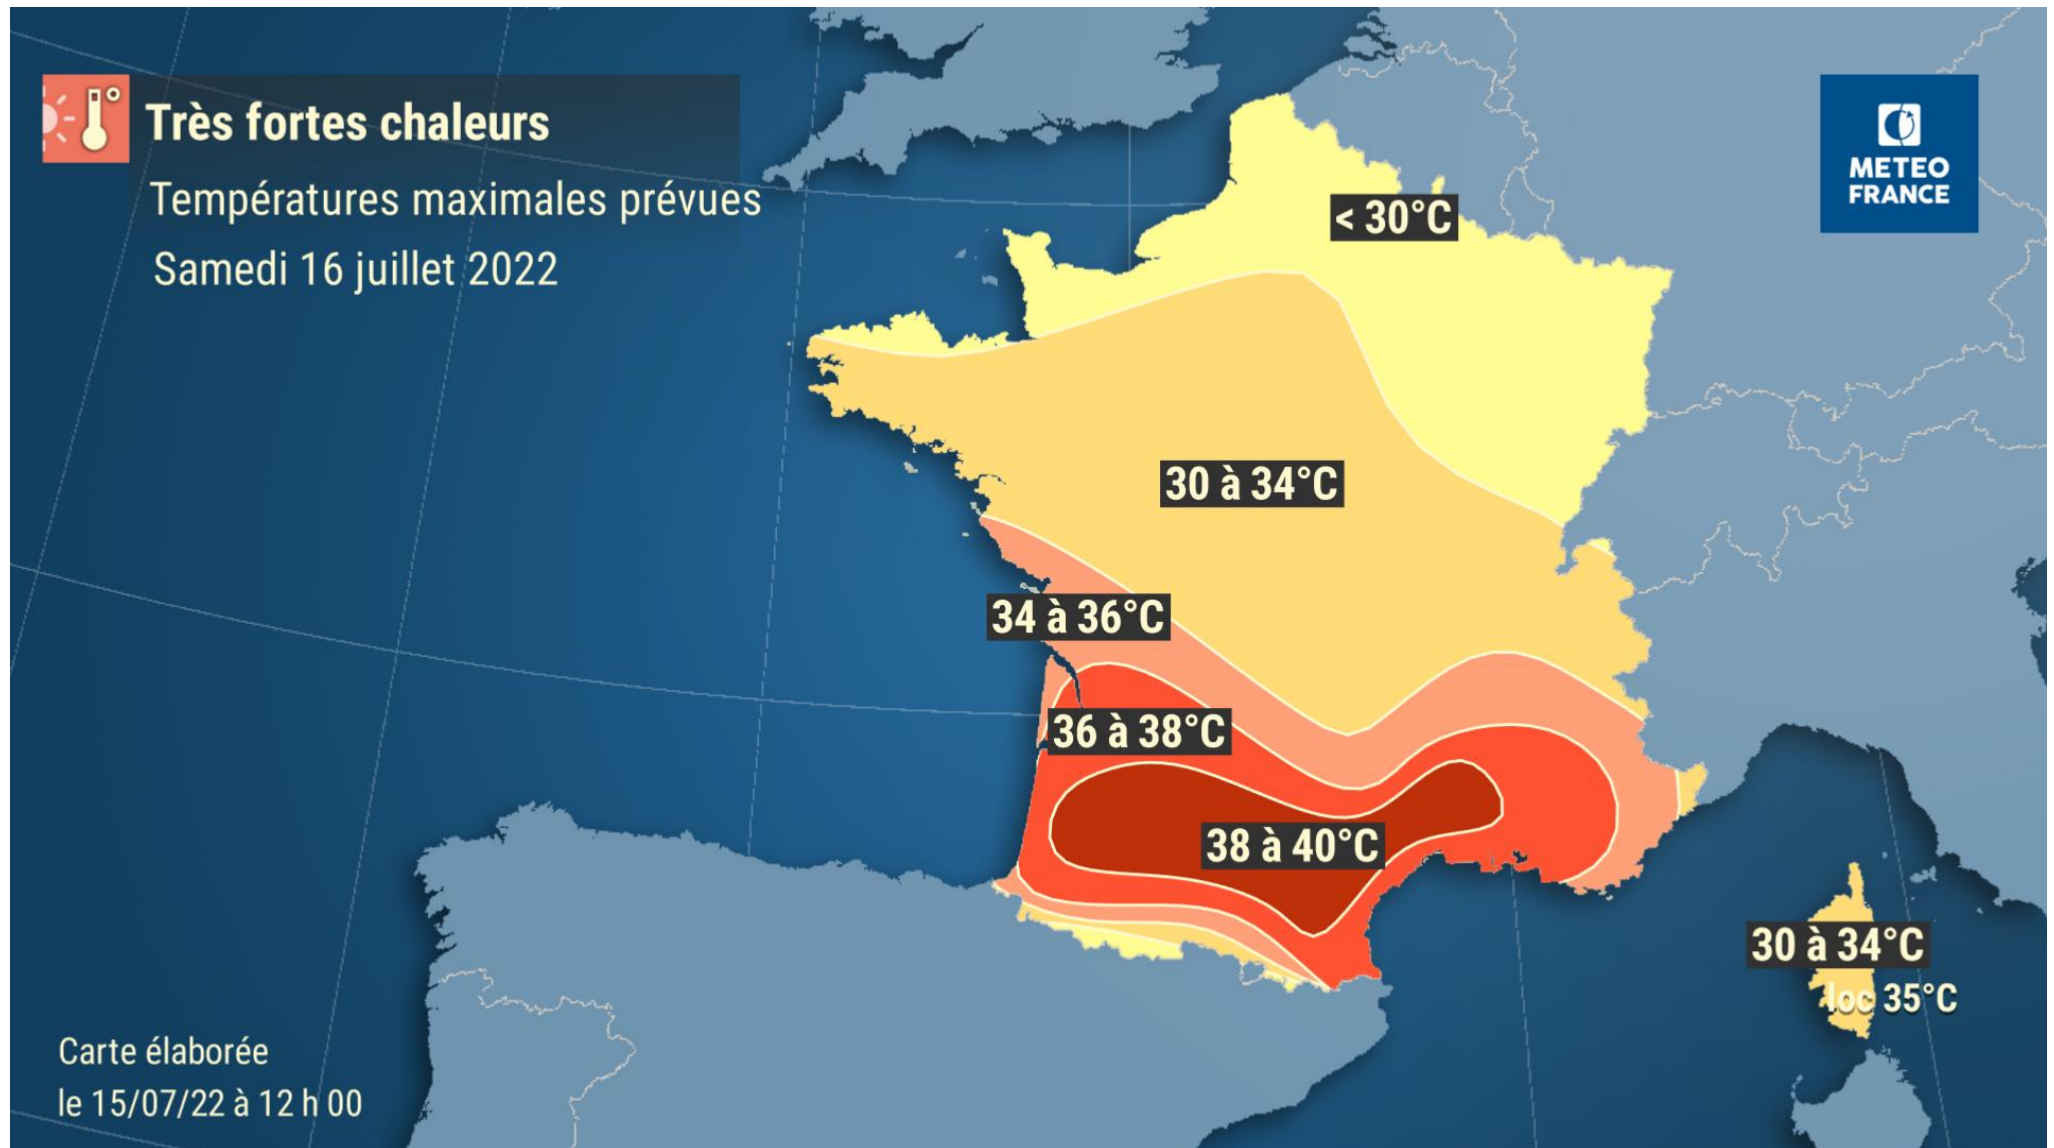 Très fortes chaleurs
Températures maximales prévues
Samedi 16 juillet 2022
METEO
FRANCE
< 30°C
30 à 34°C
34 à 36°C
36 à 38°C
38 à 40°C
30 à 34°C
loc 35°C
Carte élaborée
le 15/07/22 à 12 h 00